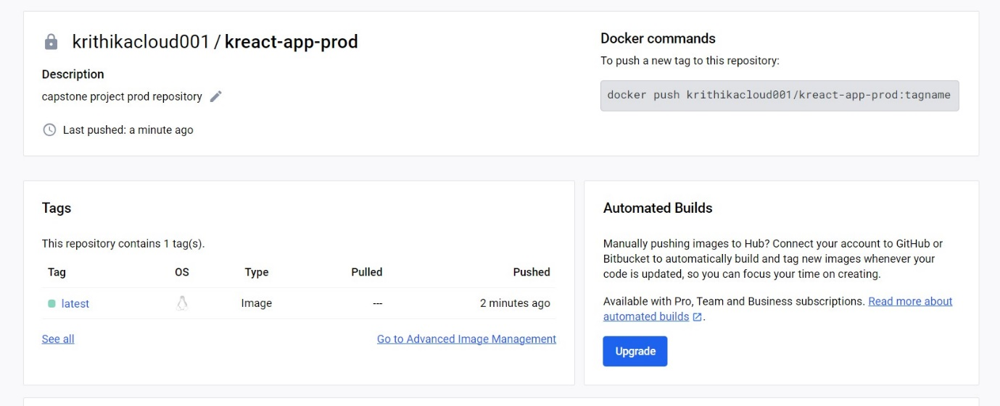 krithikacloud001 / kreact-app-prod
Description
capstone project prod repository
Last pushed: a minute ago
Docker commands
To push a new tag to this repository:
docker push krithikacloud001/kreact-app-prod:tagname
Tags
This repository contains 1 tag(s).
Tag OS Type Pulled Pushed
latest Image --- 2 minutes ago
See all Go to Advanced Image Management
Automated Builds
Manually pushing images to Hub? Connect your account to GitHub or
Bitbucket to automatically build and tag new images whenever your
code is updated, so you can focus your time on creating.
Available with Pro, Team and Business subscriptions. Read more about
automated builds .
Upgrade